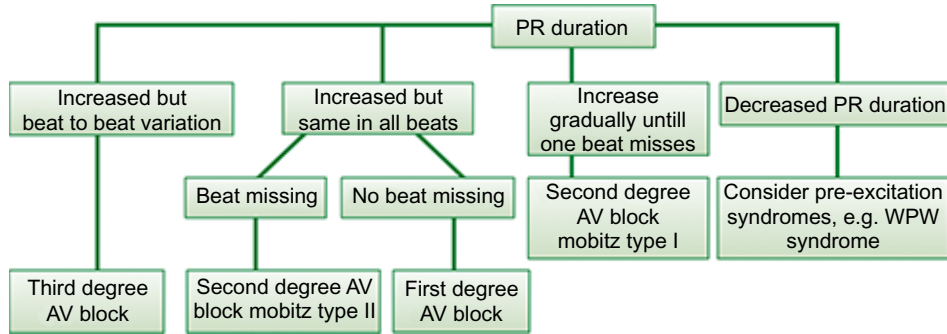 PR duration
Increased but
beat to beat variation
Increased but
same in all beats
Increase
gradually untill
one beat misses
Decreased PR duration
Beat missing
No beat missing
Second degree
AV block
mobitz type I
Consider pre-excitation
syndromes, e.g. WPW
syndrome
Third degree
AV block
Second degree AV
block mobitz type II
First degree
AV block